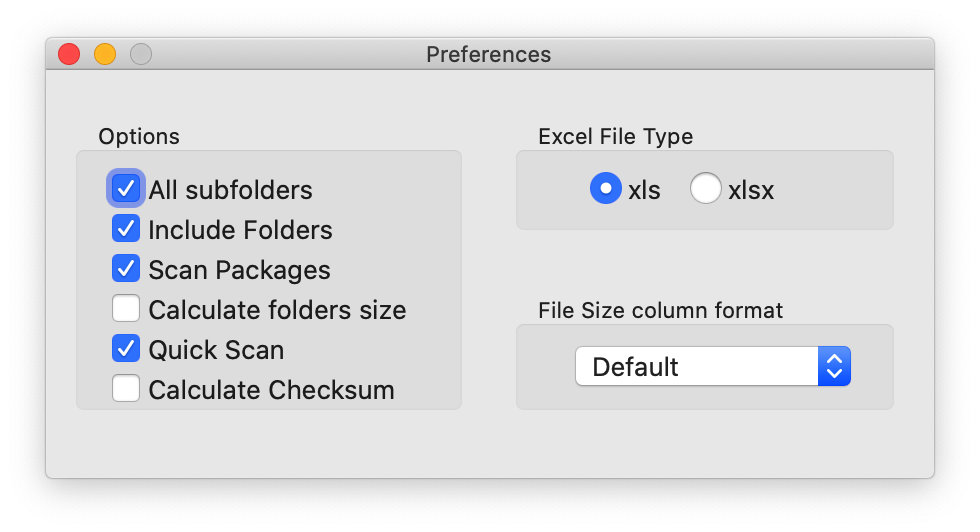 Preferences
Options
All subfolders
Include Folders
Scan Packages
Calculate folders size
Quick Scan
Calculate Checksum
Excel File Type
xls xlsx
File Size column format
Default